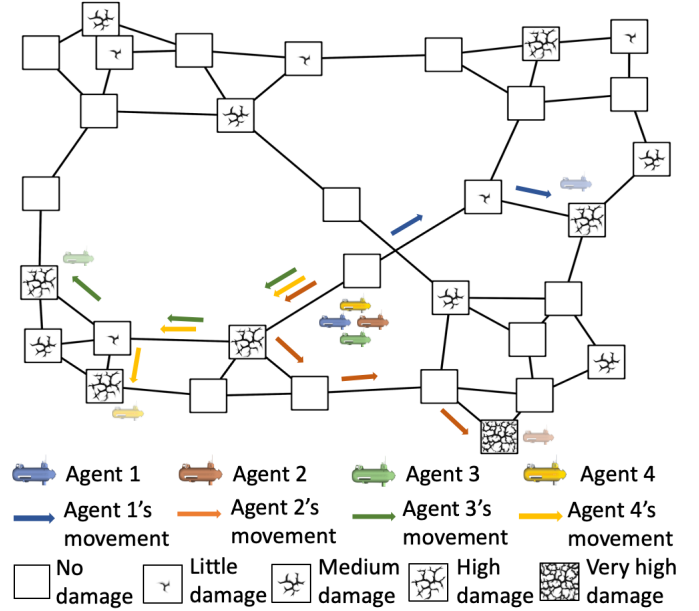 Agent 1 Agent 2 Agent 3 Agent 4
Agent 1's Agent 2's Agent 3's Agent 4's
movement movement movement movement
No Little Medium High Very high
damage damage damage damage damage